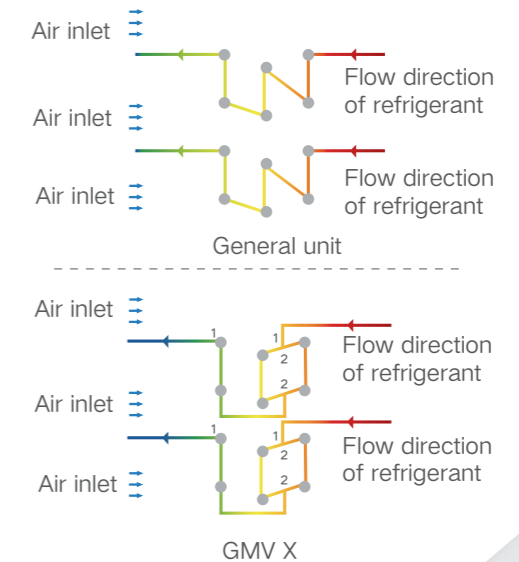 Air inlet
Flow direction
of refrigerant
Air inlet
Flow direction
of refrigerant
Air inlet
General unit
Air inlet
1
1
2
Flow direction
of refrigerant
2
Air inlet
1
1
2
Flow direction
of refrigerant
2
Air inlet
GMV X